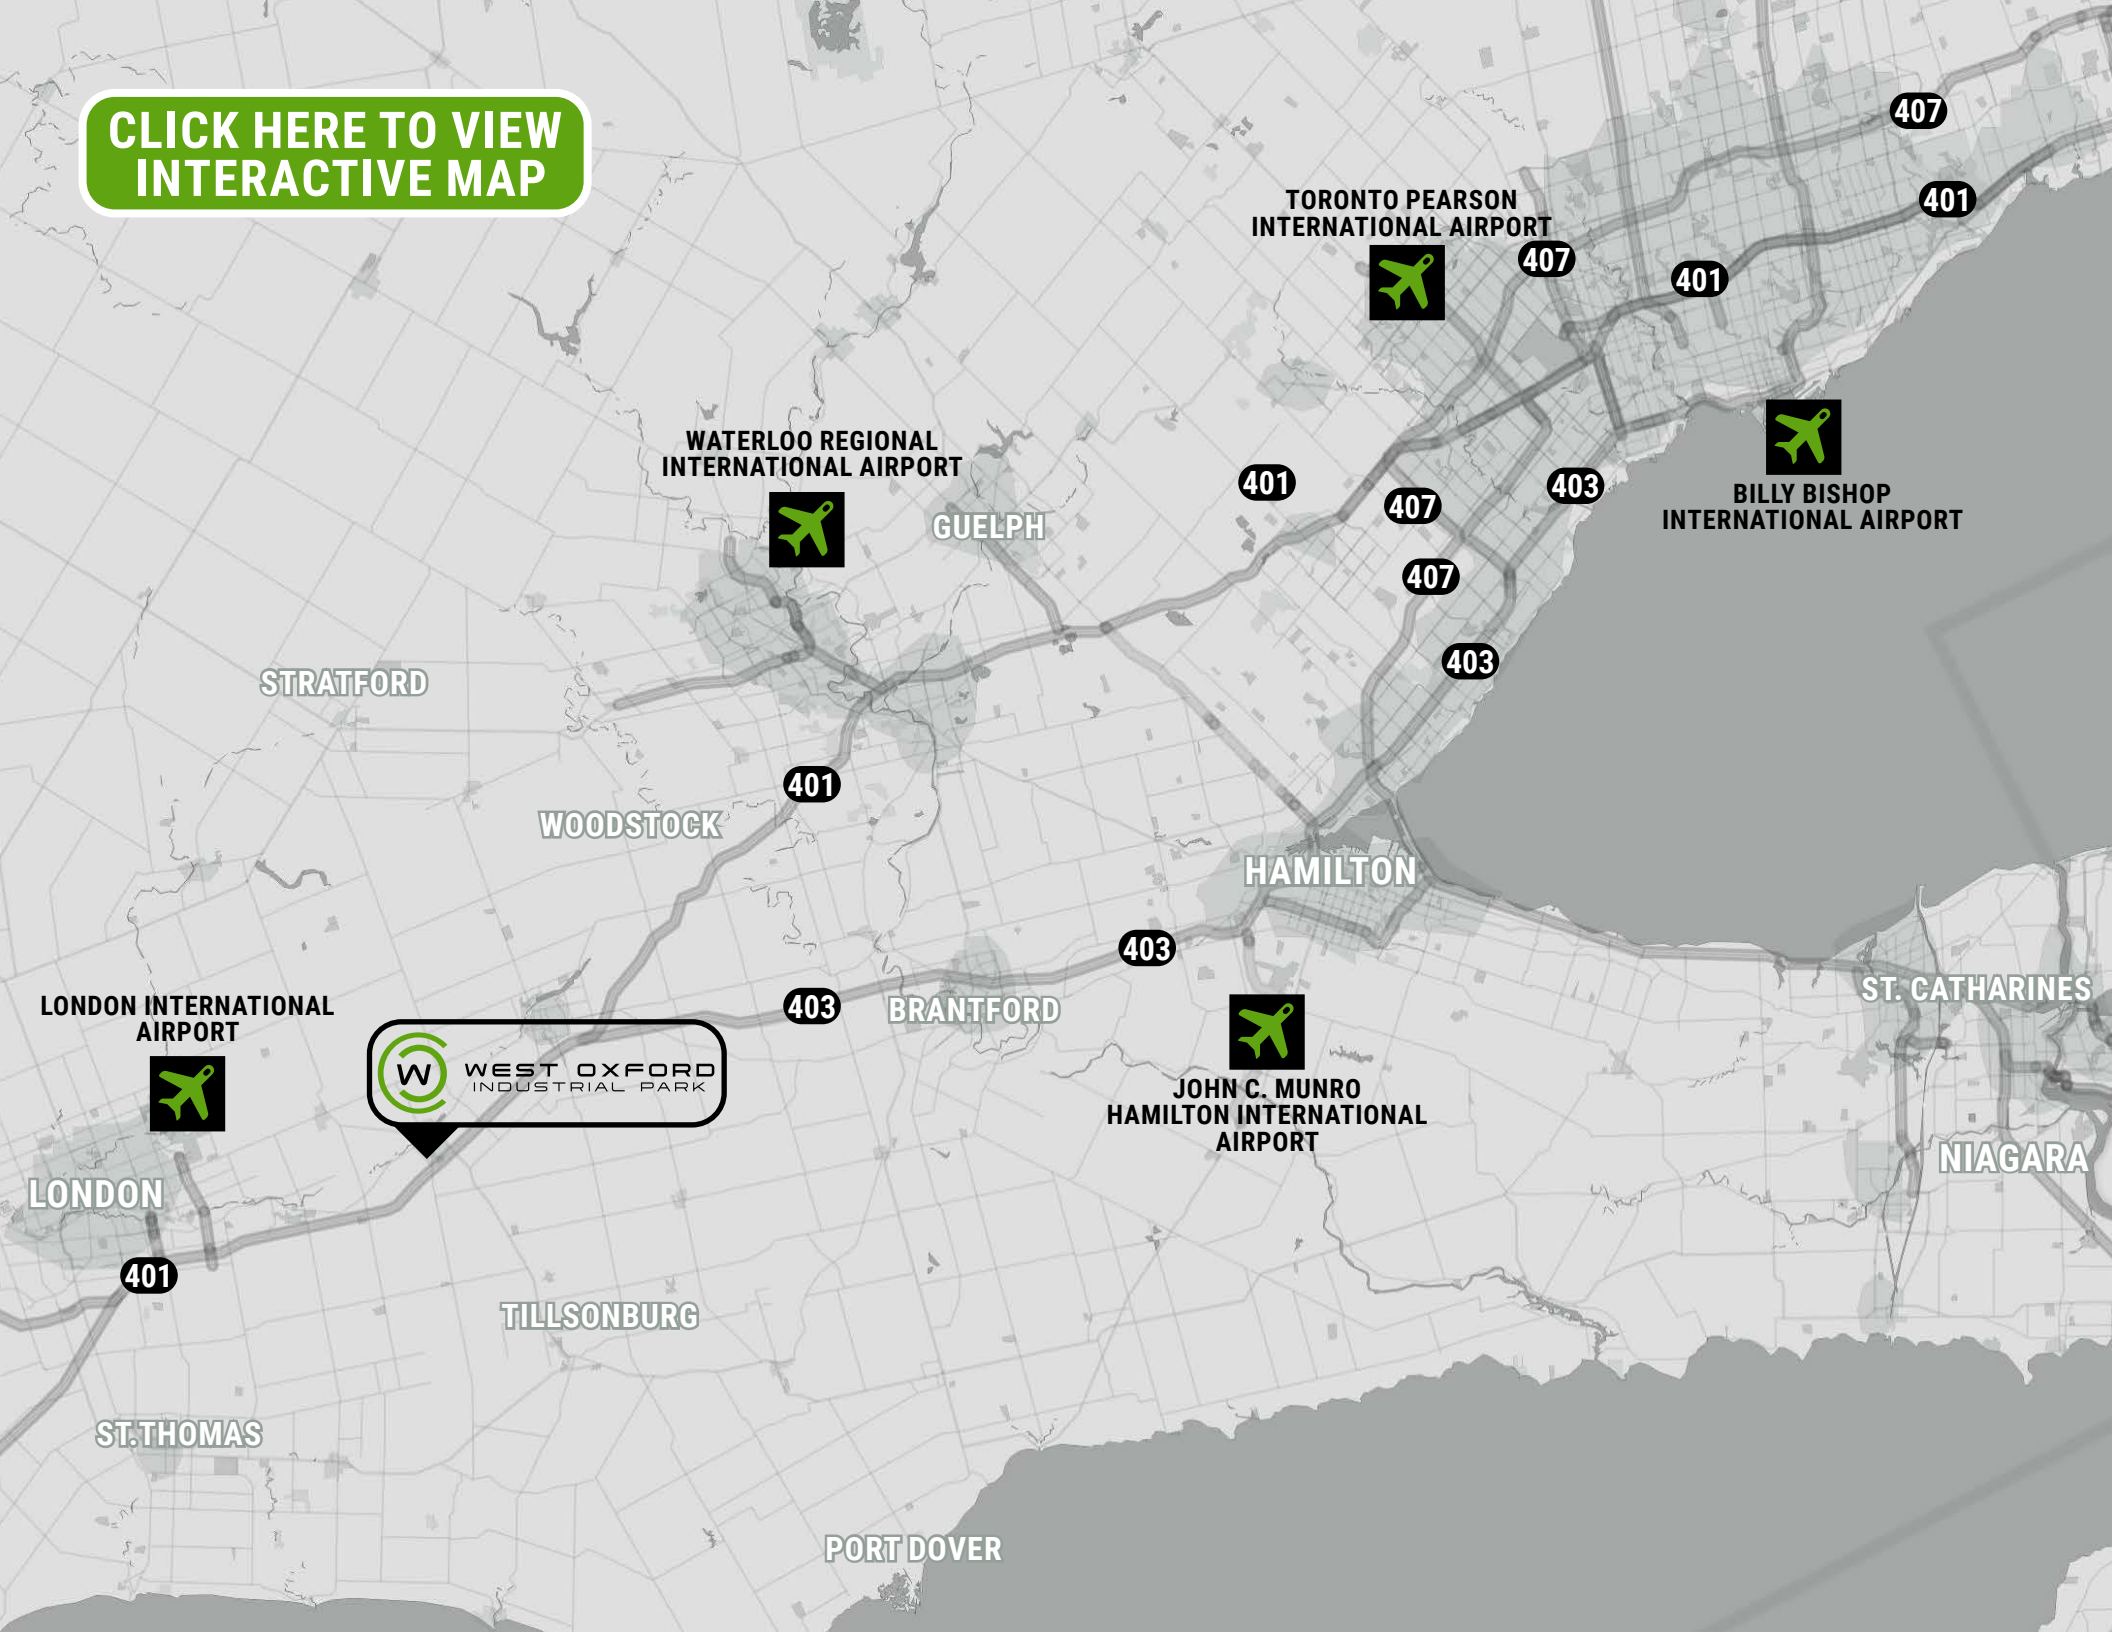 CLICK HERE TO VIEW
INTERACTIVE MAP
407
401
TORONTO PEARSON
INTERNATIONAL AIRPORT
407
401
WATERLOO REGIONAL
INTERNATIONAL AIRPORT
401
407
403
BILLY BISHOP
INTERNATIONAL AIRPORT
GUELPH
407
403
STRATFORD
401
WOODSTOCK
HAMILTON
403
LONDON INTERNATIONAL
AIRPORT
403
BRANTFORD
ST. CATHARINES
W
WEST OXFORD
INDUSTRIAL PARK
JOHN C. MUNRO
HAMILTON INTERNATIONAL
AIRPORT
NIAGARA
LONDON
401
TILLSONBURG
ST.THOMAS
PORT DOVER